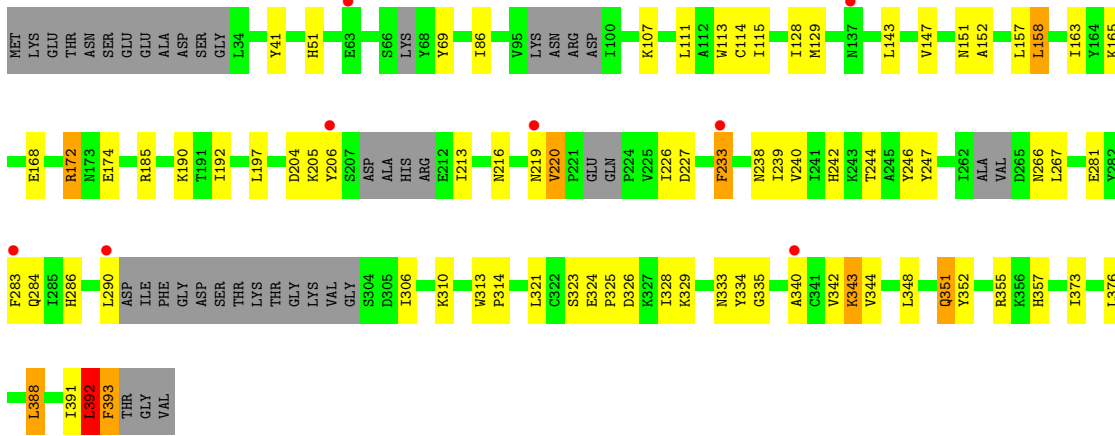 MET LYS GLU THR ASN SER GLU GLU ALA ASP SER GLY L34 Y41 H51 E63 S66 LYS Y68 Y69 I86 V95 LYS ASN ARG ASP I100 K107 L111 A112 W113 C114 I115 I128 M129 N137 L143 V147 N151 A152 L157 L158 I163 Y164 K165
E168 R172 N173 E174 R185 K190 T191 I192 L197 D204 K205 Y206 S207 ASP ALA HIS ARG E212 I213 N216 N219 V220 P221 GLU GLN P224 V225 I226 D227 F233 N238 I239 V240 I241 H242 K243 T244 A245 Y246 Y247 I262 ALA VAL D265 N266 L267 E281 Y282
F283 Q284 I285 H286 L290 ASP ILE PHE GLY ASP SER THR LYS THR GLY LYS VAL GLY S304 D305 I306 K310 W313 P314 L321 C322 S323 E324 P325 D326 K327 I328 K329 N333 Y334 G335 A340 C341 V342 K343 V344 L348 Q351 Y352 R355 K356 H357 I373 L376
L388 I391 L392 F393 THR GLY VAL